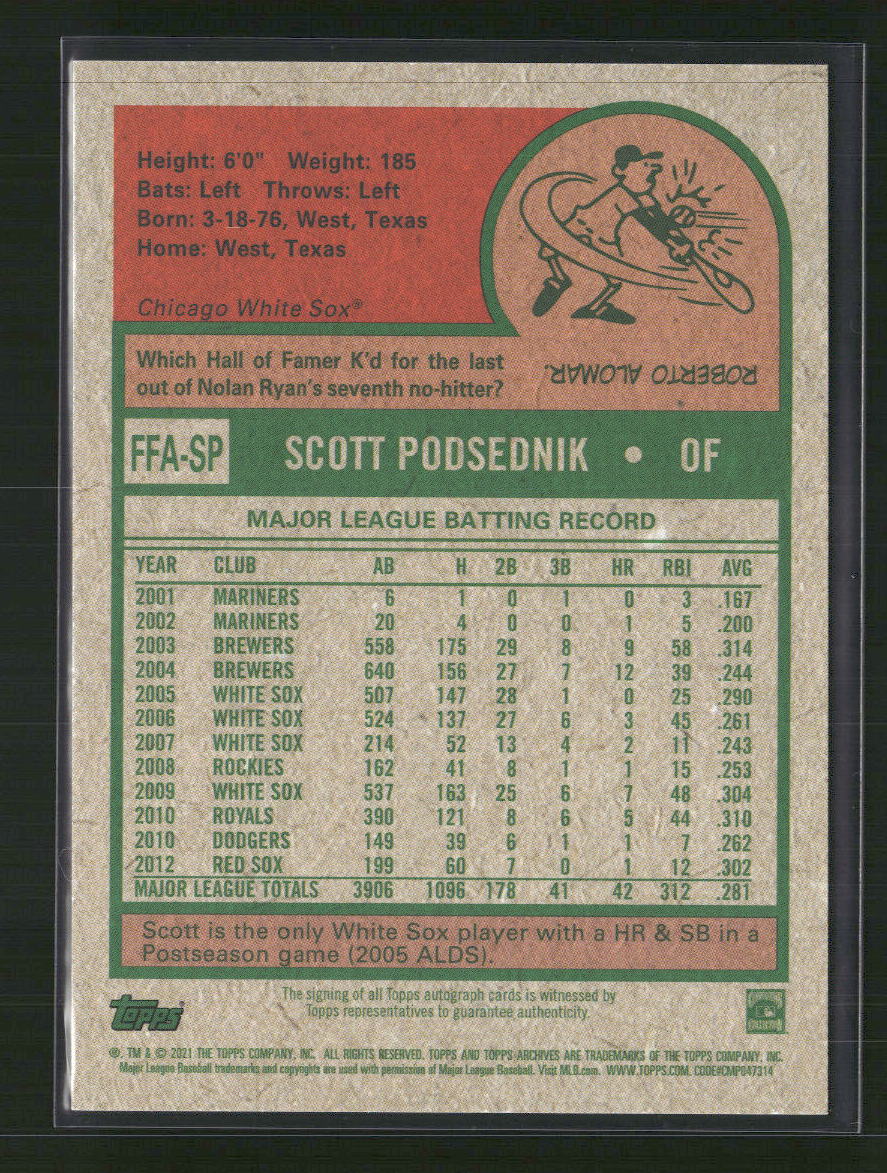 Height: 6'0" Weight: 185
Bats: Left Throws: Left
Born: 3-18-76, West, Texas
Home: West, Texas
Chicago White Sox®
Which Hall of Famer K'd for the last
out of Nolan Ryan's seventh no-hitter?
ROBERTO ALOMAR.
FFA-SP SCOTT PODSEDNIK • OF
MAJOR LEAGUE BATTING RECORD
YEAR CLUB AB H 2B 3B HR RBI AVG
2001 MARINERS 6 1 0 1 0 3 .167
2002 MARINERS 20 4 0 0 1 5 .200
2003 BREWERS 558 175 29 8 9 58 .314
2004 BREWERS 640 156 27 7 12 39 .244
2005 WHITE SOX 507 147 28 1 0 25 .290
2006 WHITE SOX 524 137 27 6 3 45 .261
2007 WHITE SOX 214 52 13 4 2 11 .243
2008 ROCKIES 162 41 8 1 1 15 .253
2009 WHITE SOX 537 163 25 6 7 48 .304
2010 ROYALS 390 121 8 6 5 44 .310
2010 DODGERS 149 39 6 1 1 7 .262
2012 RED SOX 199 60 7 0 1 12 .302
MAJOR LEAGUE TOTALS 3906 1096 178 41 42 312 .281
Scott is the only White Sox player with a HR & SB in a
Postseason game (2005 ALDS).
The signing of all Topps autograph cards is witnessed by
Topps representatives to guarantee authenticity.
Topps®
®, TM & © 2021 THE TOPPS COMPANY, INC. ALL RIGHTS RESERVED. TOPPS AND TOPPS ARCHIVES ARE TRADEMARKS OF THE TOPPS COMPANY, INC.
Major League Baseball trademarks and copyrights are used with permission of Major League Baseball. Visit MLB.com. WWW.TOPPS.COM. CODE#CMP047314